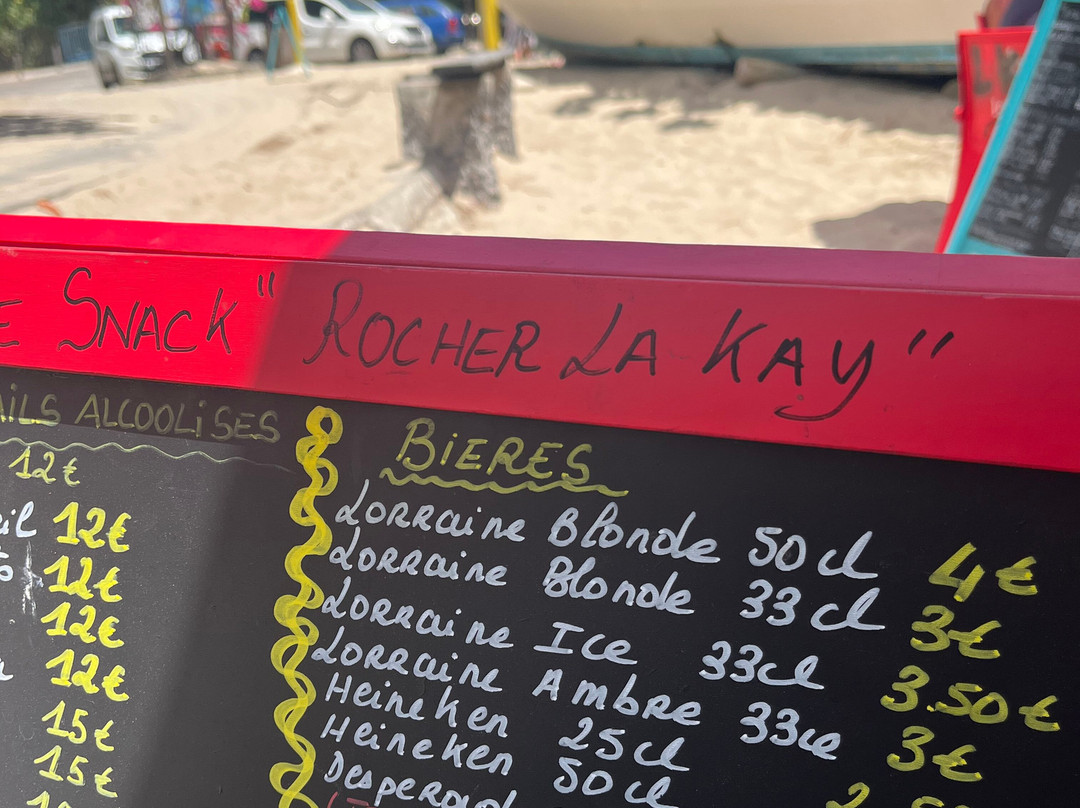 SNACK" ROCHER LA KAY"
ALCOOLISES
12€
12€
12€
12€
12€
15€
15€
BIERES
LORRAINE Blonde 50cl 4€
LORRAINE Blonde 33cl 3€
LORRAINE Ice 33cl 3.50€
LORRAINE AMBRE 33cl 3€
Heineken 25cl
Heineken 50cl